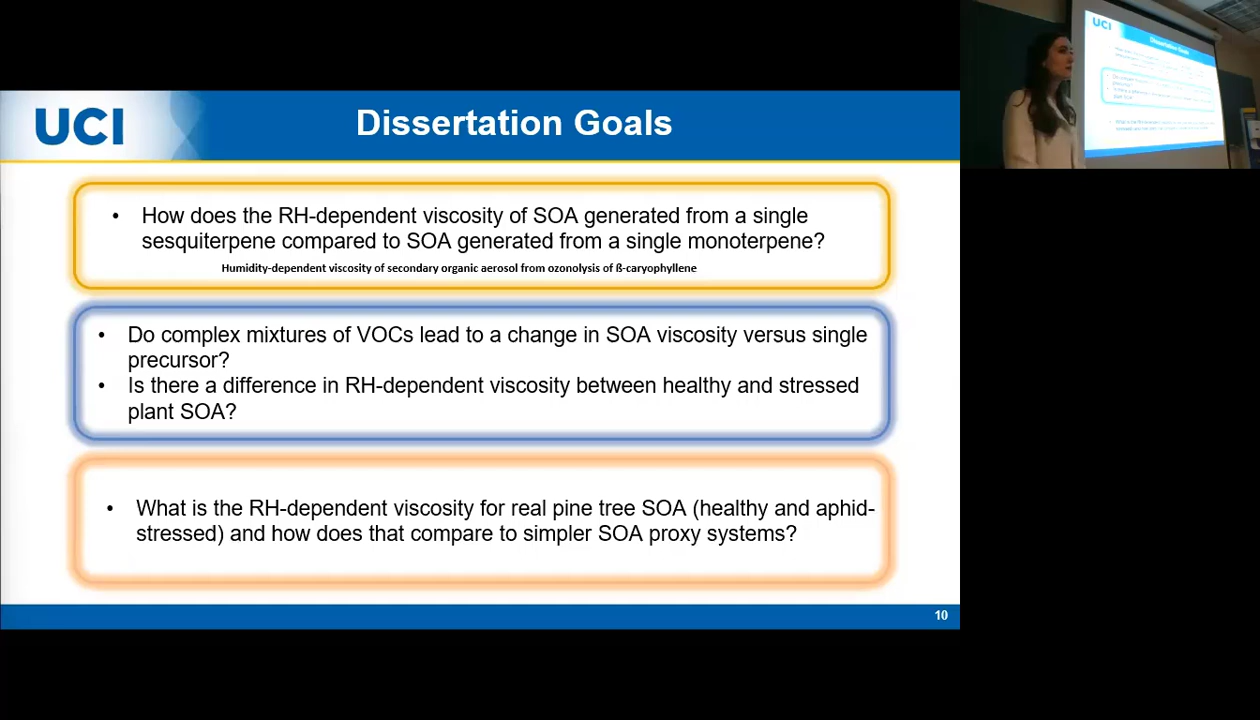 UCI
Dissertation Goals
• How does the RH-dependent viscosity of SOA generated from a single
sesquiterpene compared to SOA generated from a single monoterpene?
Humidity-dependent viscosity of secondary organic aerosol from ozonolysis of ß-caryophyllene
• Do complex mixtures of VOCs lead to a change in SOA viscosity versus single
precursor?
• Is there a difference in RH-dependent viscosity between healthy and stressed
plant SOA?
• What is the RH-dependent viscosity for real pine tree SOA (healthy and aphid-
stressed) and how does that compare to simpler SOA proxy systems?
10
UCI
Dissertation Goals